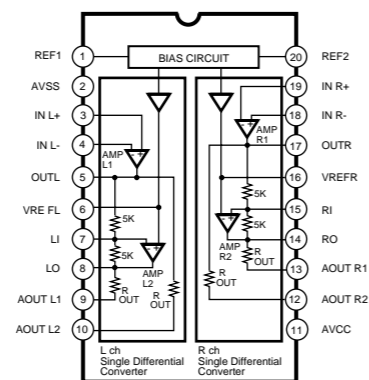 REF1
1
BIAS CIRCUIT
20
REF2
AVSS
2
19
IN R+
IN L+
3
18
IN R-
AMP
R1
IN L-
4
17
OUTR
AMP
L1
OUTL
5
16
VREFR
5K
VRE FL
6
15
RI
5K
5K
LI
7
14
RO
5K
AMP
R2
LO
8
13
AOUT R1
AMP
L2
R
OUT
R
OUT
AOUT L1
9
12
AOUT R2
R
OUT
R
OUT
AOUT L2
10
11
AVCC
L ch
Single Differential
Converter
R ch
Single Differential
Converter